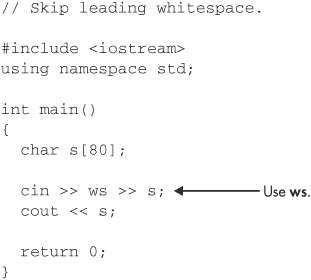 // Skip leading whitespace.
#include <iostream>
using namespace std;
int main()
{
char s[80];
cin >> ws >> s; Use ws.
cout << s;
return 0;
}